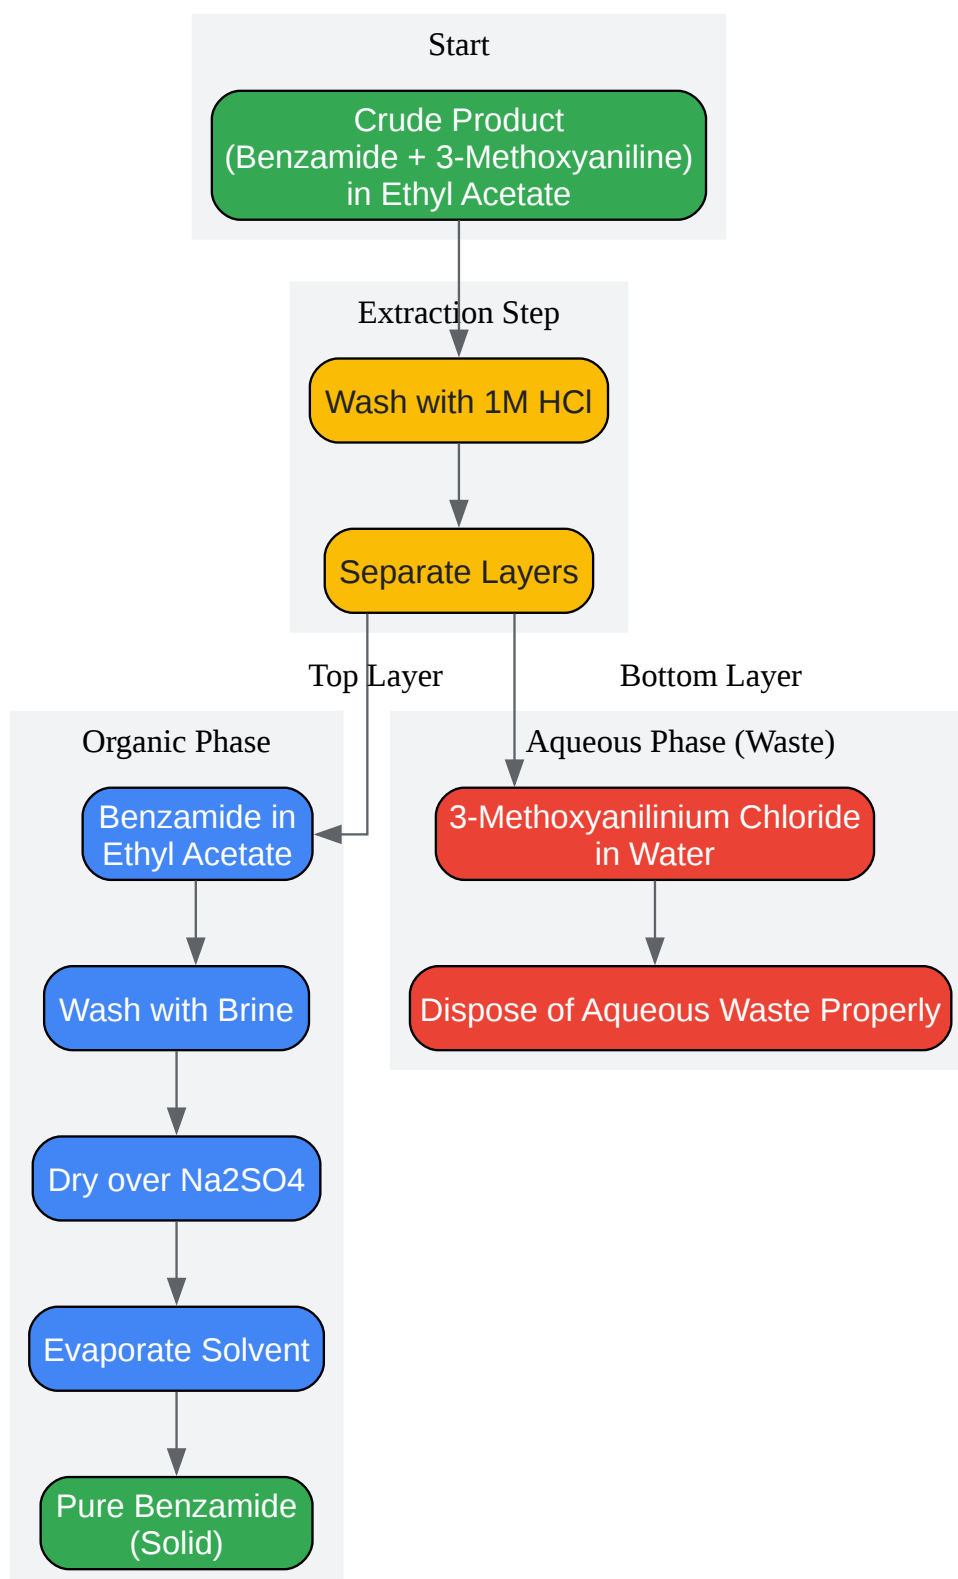 Start
Crude Product
(Benzamide + 3-Methoxyaniline)
in Ethyl Acetate
Extraction Step
Wash with 1M HCl
Separate Layers
Top Layer
Bottom Layer
Organic Phase
Benzamide in
Ethyl Acetate
Wash with Brine
Dry over Na2SO4
Evaporate Solvent
Pure Benzamide
(Solid)
Aqueous Phase (Waste)
3-Methoxyanilinium Chloride
in Water
Dispose of Aqueous Waste Properly